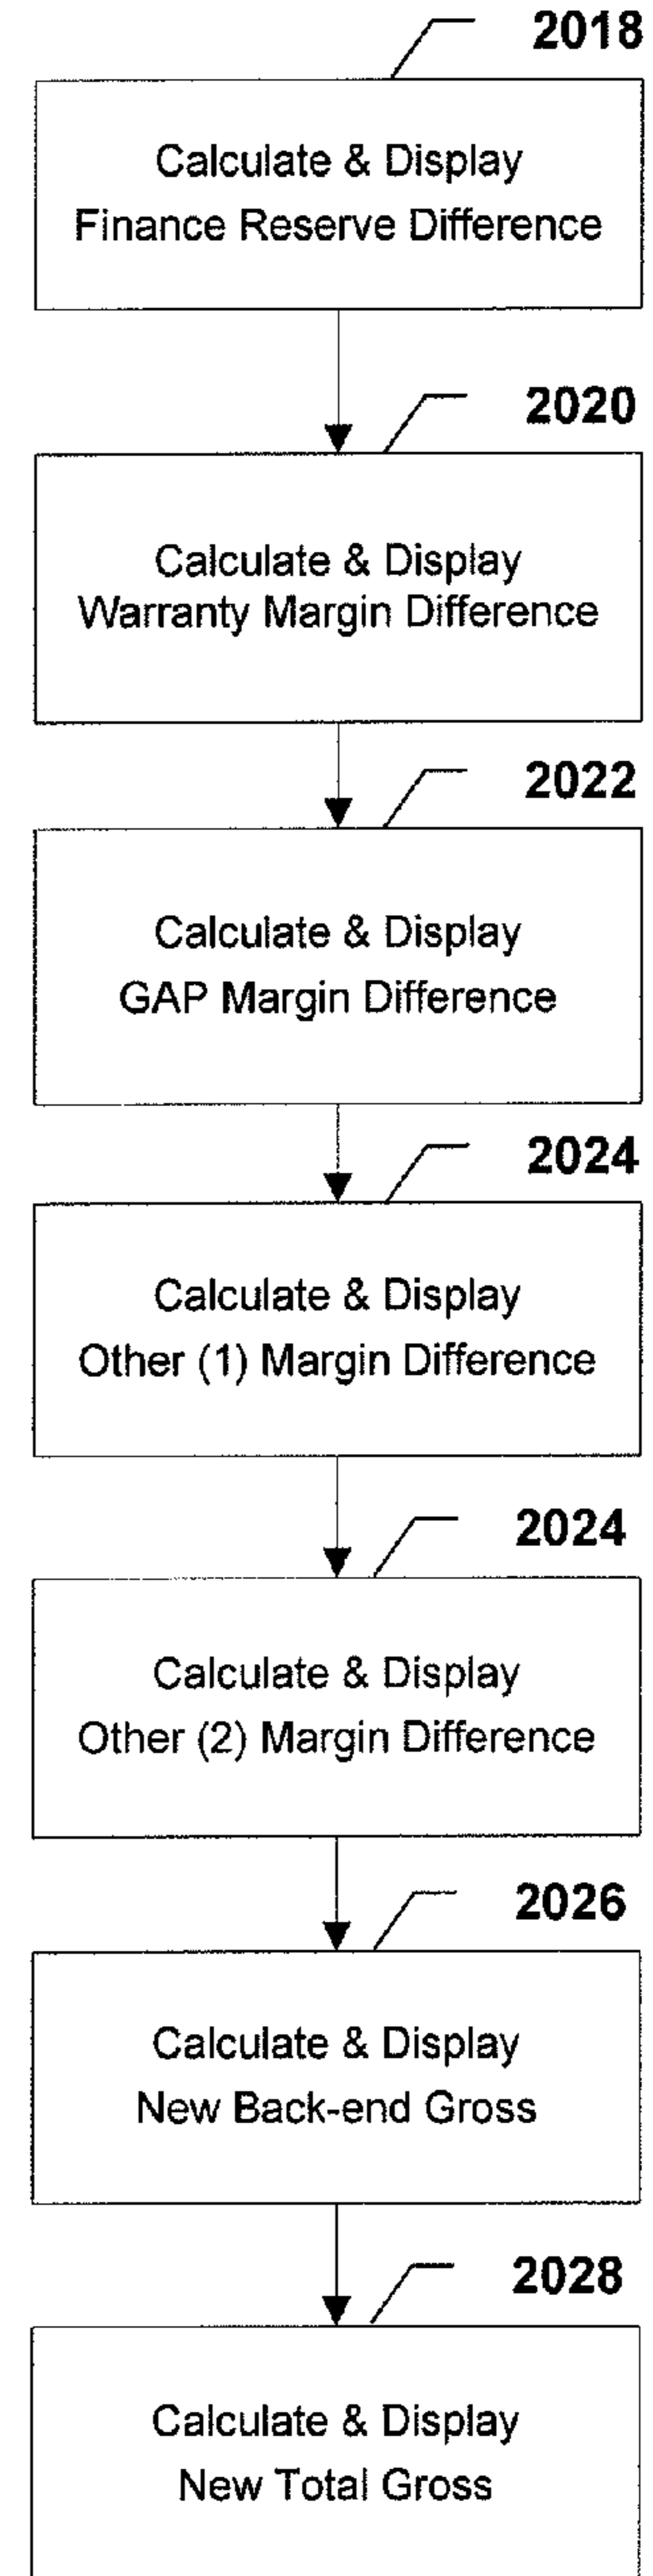 2018
Calculate & Display
Finance Reserve Difference
2020
Calculate & Display
Warranty Margin Difference
2022
Calculate & Display
GAP Margin Difference
2024
Calculate & Display
Other (1) Margin Difference
2024
Calculate & Display
Other (2) Margin Difference
2026
Calculate & Display
New Back-end Gross
2028
Calculate & Display
New Total Gross